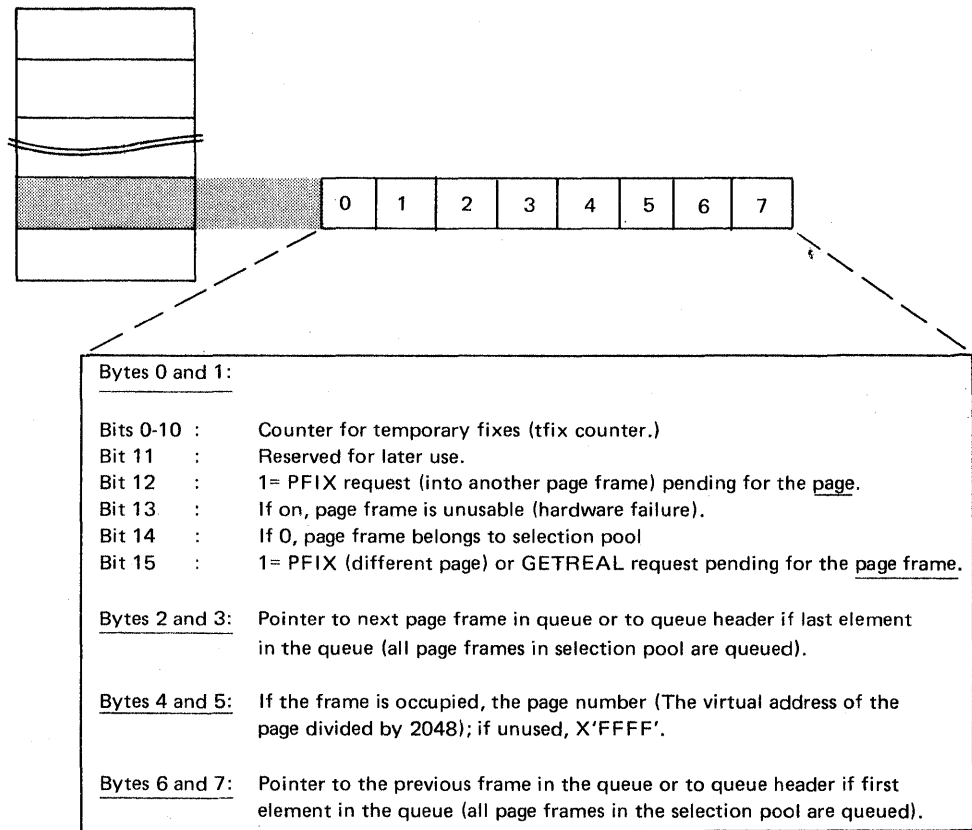 0 1 2 3 4 5 6 7
Bytes 0 and 1:
Bits 0-10 : Counter for temporary fixes (tfix counter.)
Bit 11 : Reserved for later use.
Bit 12 : 1= PFIX request (into another page frame) pending for the page.
Bit 13 : If on, page frame is unusable (hardware failure).
Bit 14 : If 0, page frame belongs to selection pool
Bit 15 : 1= PFIX (different page) or GETREAL request pending for the page frame.
Bytes 2 and 3: Pointer to next page frame in queue or to queue header if last element
in the queue (all page frames in selection pool are queued).
Bytes 4 and 5: If the frame is occupied, the page number (The virtual address of the
page divided by 2048); if unused, X'FFFF'.
Bytes 6 and 7: Pointer to the previous frame in the queue or to queue header if first
element in the queue (all page frames in the selection pool are queued).